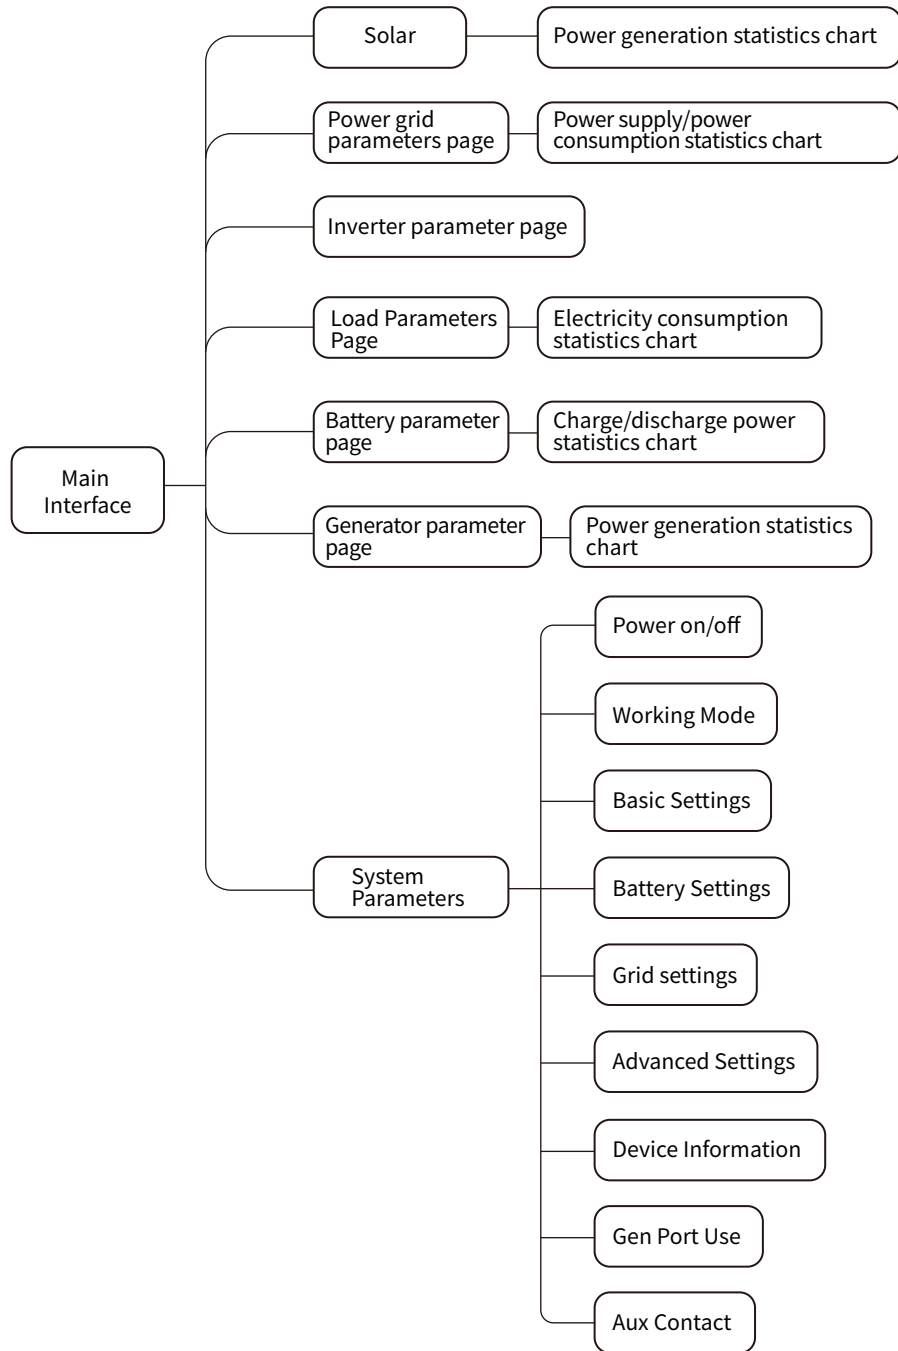 Solar
Power generation statistics chart
Power grid
parameters page
Power supply/power
consumption statistics chart
Inverter parameter page
Load Parameters
Page
Electricity consumption
statistics chart
Battery parameter
page
Charge/discharge power
statistics chart
Main
Interface
Generator parameter
page
Power generation statistics
chart
Power on/off
Working Mode
Basic Settings
System
Parameters
Battery Settings
Grid settings
Advanced Settings
Device Information
Gen Port Use
Aux Contact